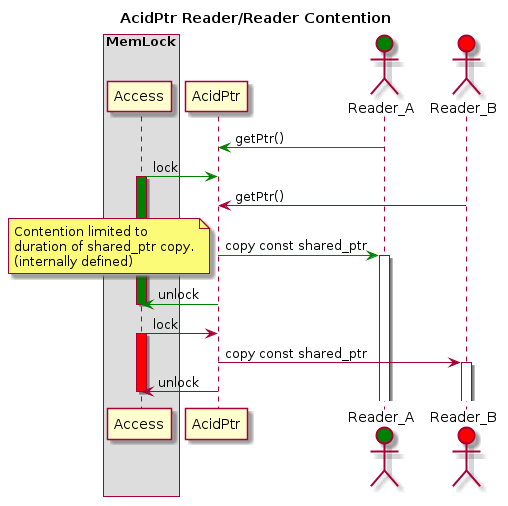 AcidPtr Reader/Reader Contention
MemLock
Access
AcidPtr
Reader_A
Reader_B
getPtr()
lock
getPtr()
Contention limited to
duration of shared_ptr copy.
(internally defined)
copy const shared_ptr
unlock
lock
copy const shared_ptr
unlock
Access
AcidPtr
Reader_A
Reader_B